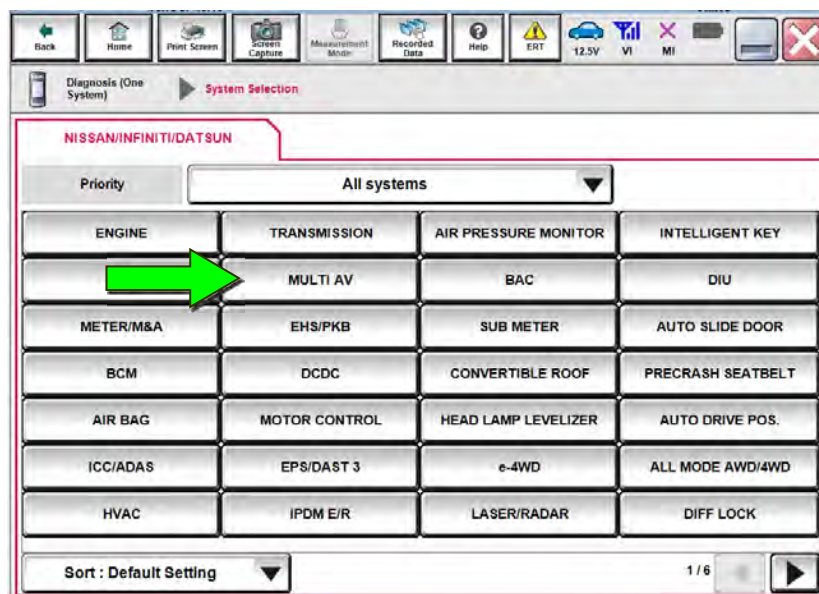 Back
Home
Print Screen
Screen Capture
Measurement Mode
Recorded Data
Help
ERT
12.5V
VI
MI
Diagnosis (One System)
System Selection
NISSAN/INFINITI/DATSUN
Priority
All systems
ENGINE TRANSMISSION AIR PRESSURE MONITOR INTELLIGENT KEY
MULTI AV BAC DIU
METER/M&A EHS/PKB SUB METER AUTO SLIDE DOOR
BCM DCDC CONVERTIBLE ROOF PRECRASH SEATBELT
AIR BAG MOTOR CONTROL HEAD LAMP LEVELIZER AUTO DRIVE POS.
ICC/ADAS EPS/DAST 3 e-4WD ALL MODE AWD/4WD
HVAC IPDM E/R LASER/RADAR DIFF LOCK
Sort : Default Setting
1/6